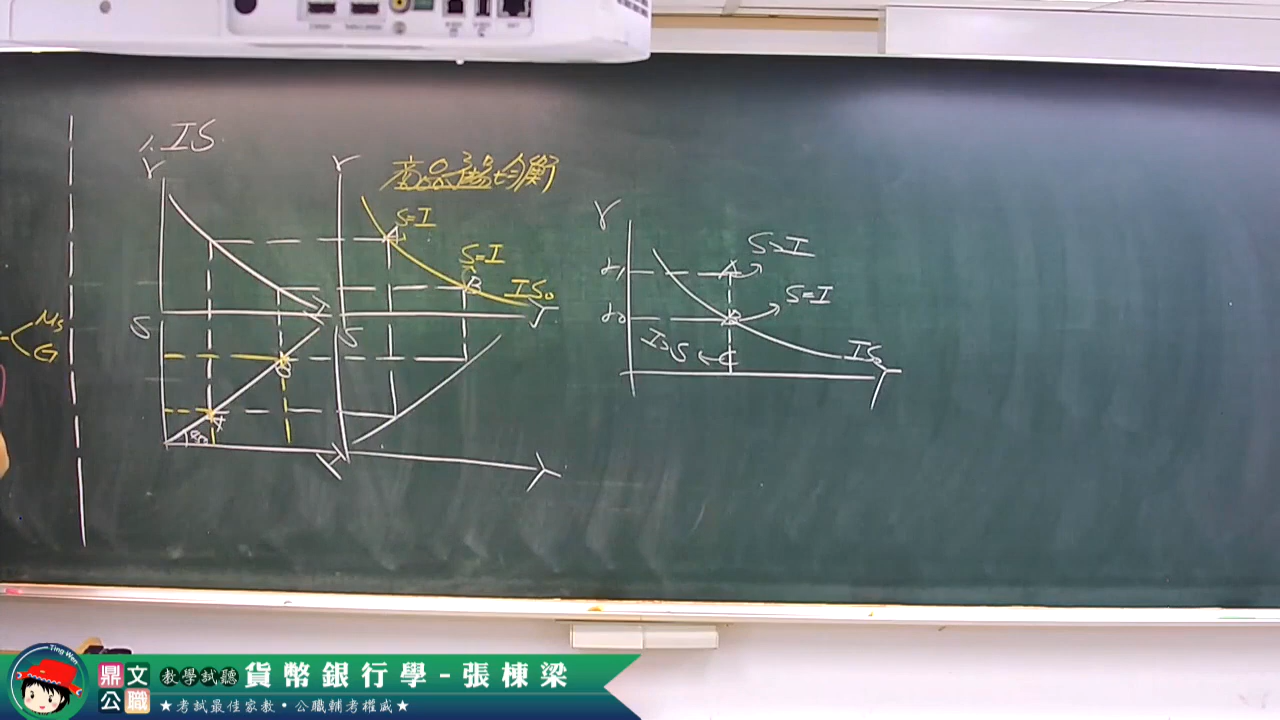 1. IS
r
r
商品市場均衡
S=I
A
S=I
B
IS₀
I
Y
S
S
B
A
45°
I
Y
Ms
G
r
r₁
A
S>I
r₀
B
S=I
I>S ← C
IS₀
Y
Ting Wen
鼎文公職
教學試聽
貨幣銀行學-張棟梁
★考試最佳家教•公職輔考權威★